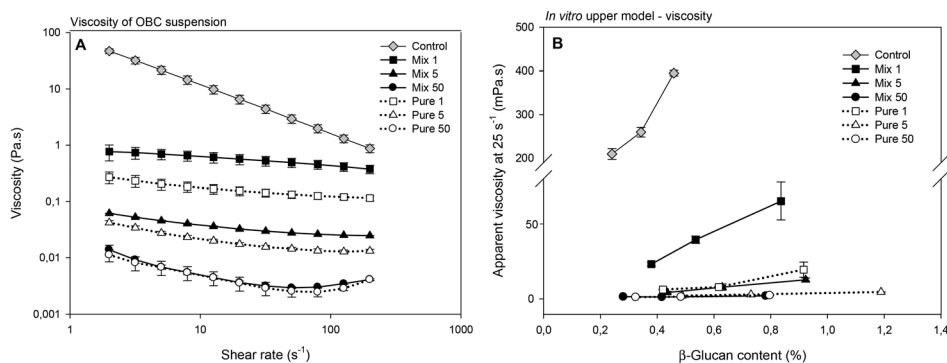 Viscosity of OBC suspension
A
Viscosity (Pa.s)
100
10
1
0,1
0,01
0,001
1
10
100
1000
Shear rate (s⁻¹)
Control
Mix 1
Mix 5
Mix 50
Pure 1
Pure 5
Pure 50
In vitro upper model - viscosity
B
Apparent viscosity at 25 s⁻¹ (mPa.s)
400
300
200
50
0
0,0
0,2
0,4
0,6
0,8
1,0
1,2
1,4
β-Glucan content (%)
Control
Mix 1
Mix 5
Mix 50
Pure 1
Pure 5
Pure 50